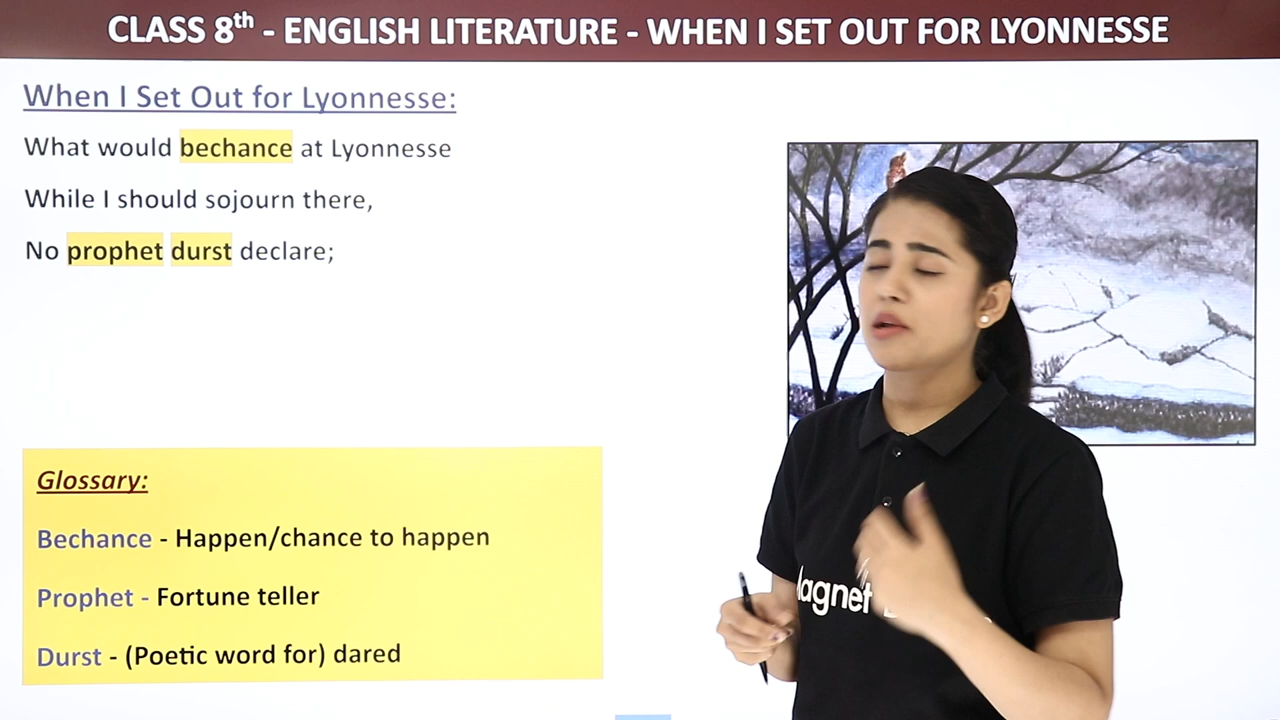 CLASS 8th - ENGLISH LITERATURE - WHEN I SET OUT FOR LYONNESSE
When I Set Out for Lyonnesse:
What would bechance at Lyonnesse
While I should sojourn there,
No prophet durst declare;
Glossary:
Bechance - Happen/chance to happen
Prophet - Fortune teller
Durst - (Poetic word for) dared